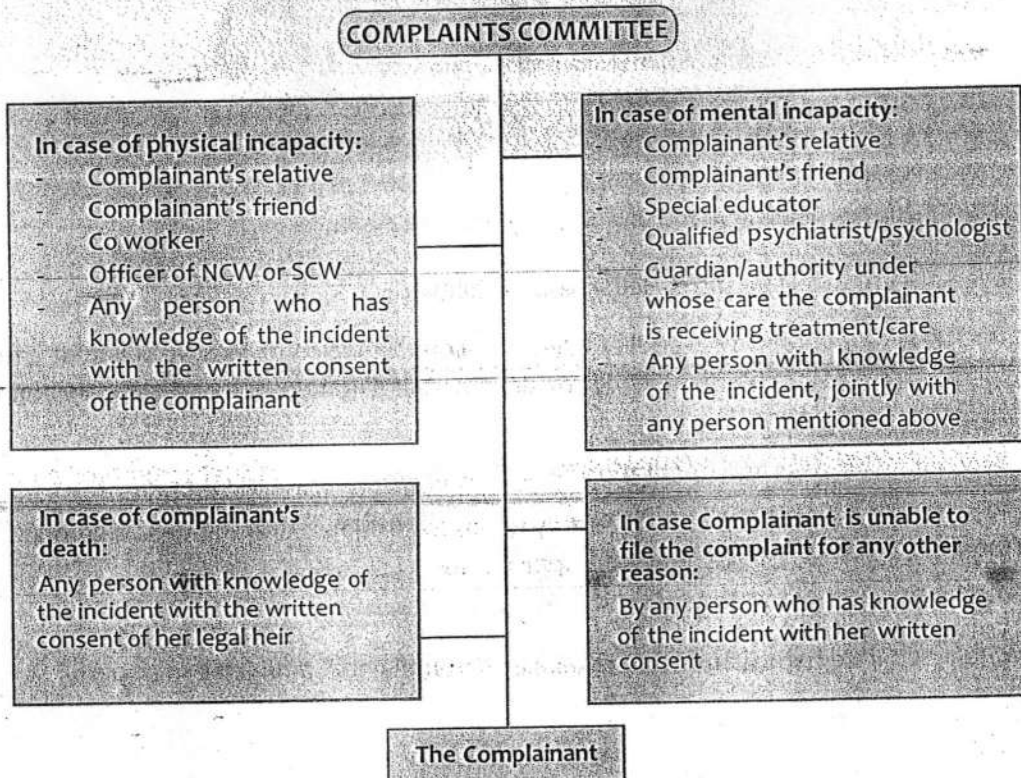 COMPLAINTS COMMITTEE
In case of physical incapacity:
- Complainant's relative
- Complainant's friend
- Co worker
- Officer of NCW or SCW
- Any person who has
knowledge of the incident
with the written consent
of the complainant
In case of mental incapacity:
- Complainant's relative
- Complainant's friend
- Special educator
- Qualified psychiatrist/psychologist
- Guardian/authority under
whose care the complainant
is receiving treatment/care
- Any person with knowledge
of the incident, jointly with
any person mentioned above
In case of Complainant's
death:
Any person with knowledge of
the incident with the written
consent of her legal heir
In case Complainant is unable to
file the complaint for any other
reason:
By any person who has knowledge
of the incident with her written
consent
The Complainant